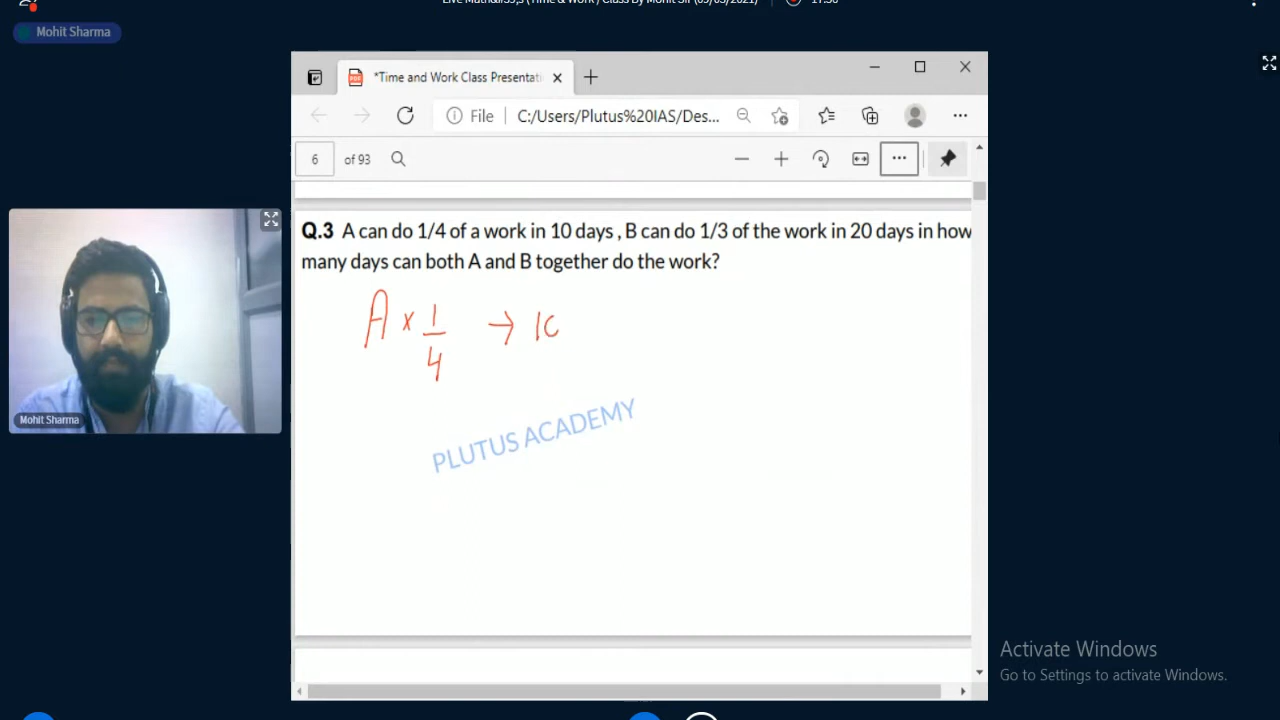 Mohit Sharma
*Time and Work Class Presentati
File C:/Users/Plutus%20IAS/Des...
6 of 93
Q.3 A can do 1/4 of a work in 10 days , B can do 1/3 of the work in 20 days in how
many days can both A and B together do the work?
A × 1/4 → 10
PLUTUS ACADEMY
Mohit Sharma
Activate Windows
Go to Settings to activate Windows.